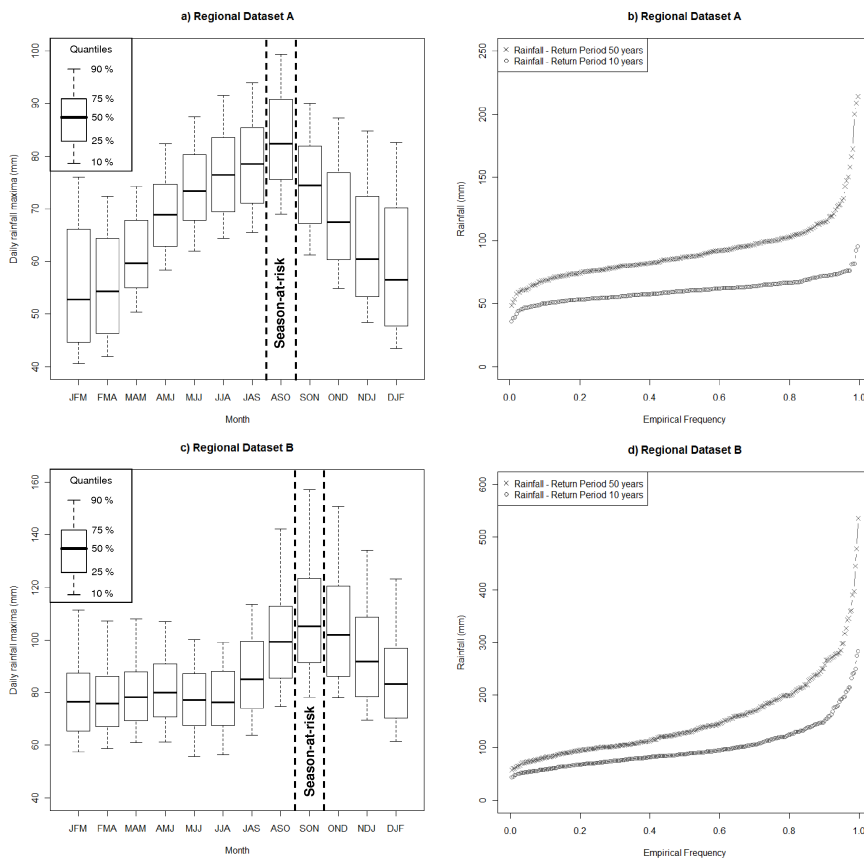 a) Regional Dataset A
Quantiles
90 %
75 %
50 %
25 %
10 %
100
90
80
70
60
50
40
Daily rainfall maxima (mm)
Season-at-risk
JFM FMA MAM AMJ MJJ JJA JAS ASO SON OND NDJ DJF
Month
b) Regional Dataset A
Rainfall - Return Period 50 years
Rainfall - Return Period 10 years
250
200
150
100
50
0
Rainfall (mm)
0.0 0.2 0.4 0.6 0.8 1.0
Empirical Frequency
c) Regional Dataset B
Quantiles
90 %
75 %
50 %
25 %
10 %
160
140
120
100
80
60
40
Daily rainfall maxima (mm)
Season-at-risk
JFM FMA MAM AMJ MJJ JJA JAS ASO SON OND NDJ DJF
Month
d) Regional Dataset B
Rainfall - Return Period 50 years
Rainfall - Return Period 10 years
600
500
400
300
200
100
0
Rainfall (mm)
0.0 0.2 0.4 0.6 0.8 1.0
Empirical Frequency